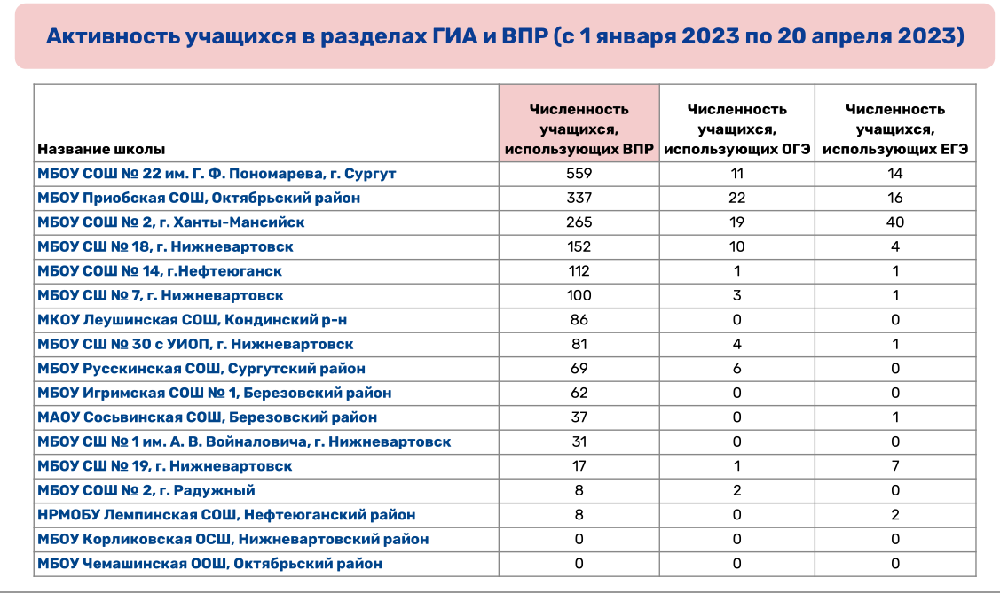 Активность учащихся в разделах ГИА и ВПР (с 1 января 2023 по 20 апреля 2023)
Название школы | Численность учащихся, использующих ВПР | Численность учащихся, использующих ОГЭ | Численность учащихся, использующих ЕГЭ
МБОУ СОШ № 22 им. Г. Ф. Пономарева, г. Сургут 559 11 14
МБОУ Приобская СОШ, Октябрьский район 337 22 16
МБОУ СОШ № 2, г. Ханты-Мансийск 265 19 40
МБОУ СШ № 18, г. Нижневартовск 152 10 4
МБОУ СОШ № 14, г.Нефтеюганск 112 1 1
МБОУ СШ № 7, г. Нижневартовск 100 3 1
МКОУ Леушинская СОШ, Кондинский р-н 86 0 0
МБОУ СШ № 30 с УИОП, г. Нижневартовск 81 4 1
МБОУ Русскинская СОШ, Сургутский район 69 6 0
МБОУ Игримская СОШ № 1, Березовский район 62 0 0
МАОУ Сосьвинская СОШ, Березовский район 37 0 1
МБОУ СШ № 1 им. А. В. Войналовича, г. Нижневартовск 31 0 0
МБОУ СШ № 19, г. Нижневартовск 17 1 7
МБОУ СОШ № 2, г. Радужный 8 2 0
НРМОБУ Лемпинская СОШ, Нефтеюганский район 8 0 2
МБОУ Корликовская ОСШ, Нижневартовский район 0 0 0
МБОУ Чемашинская ООШ, Октябрьский район 0 0 0